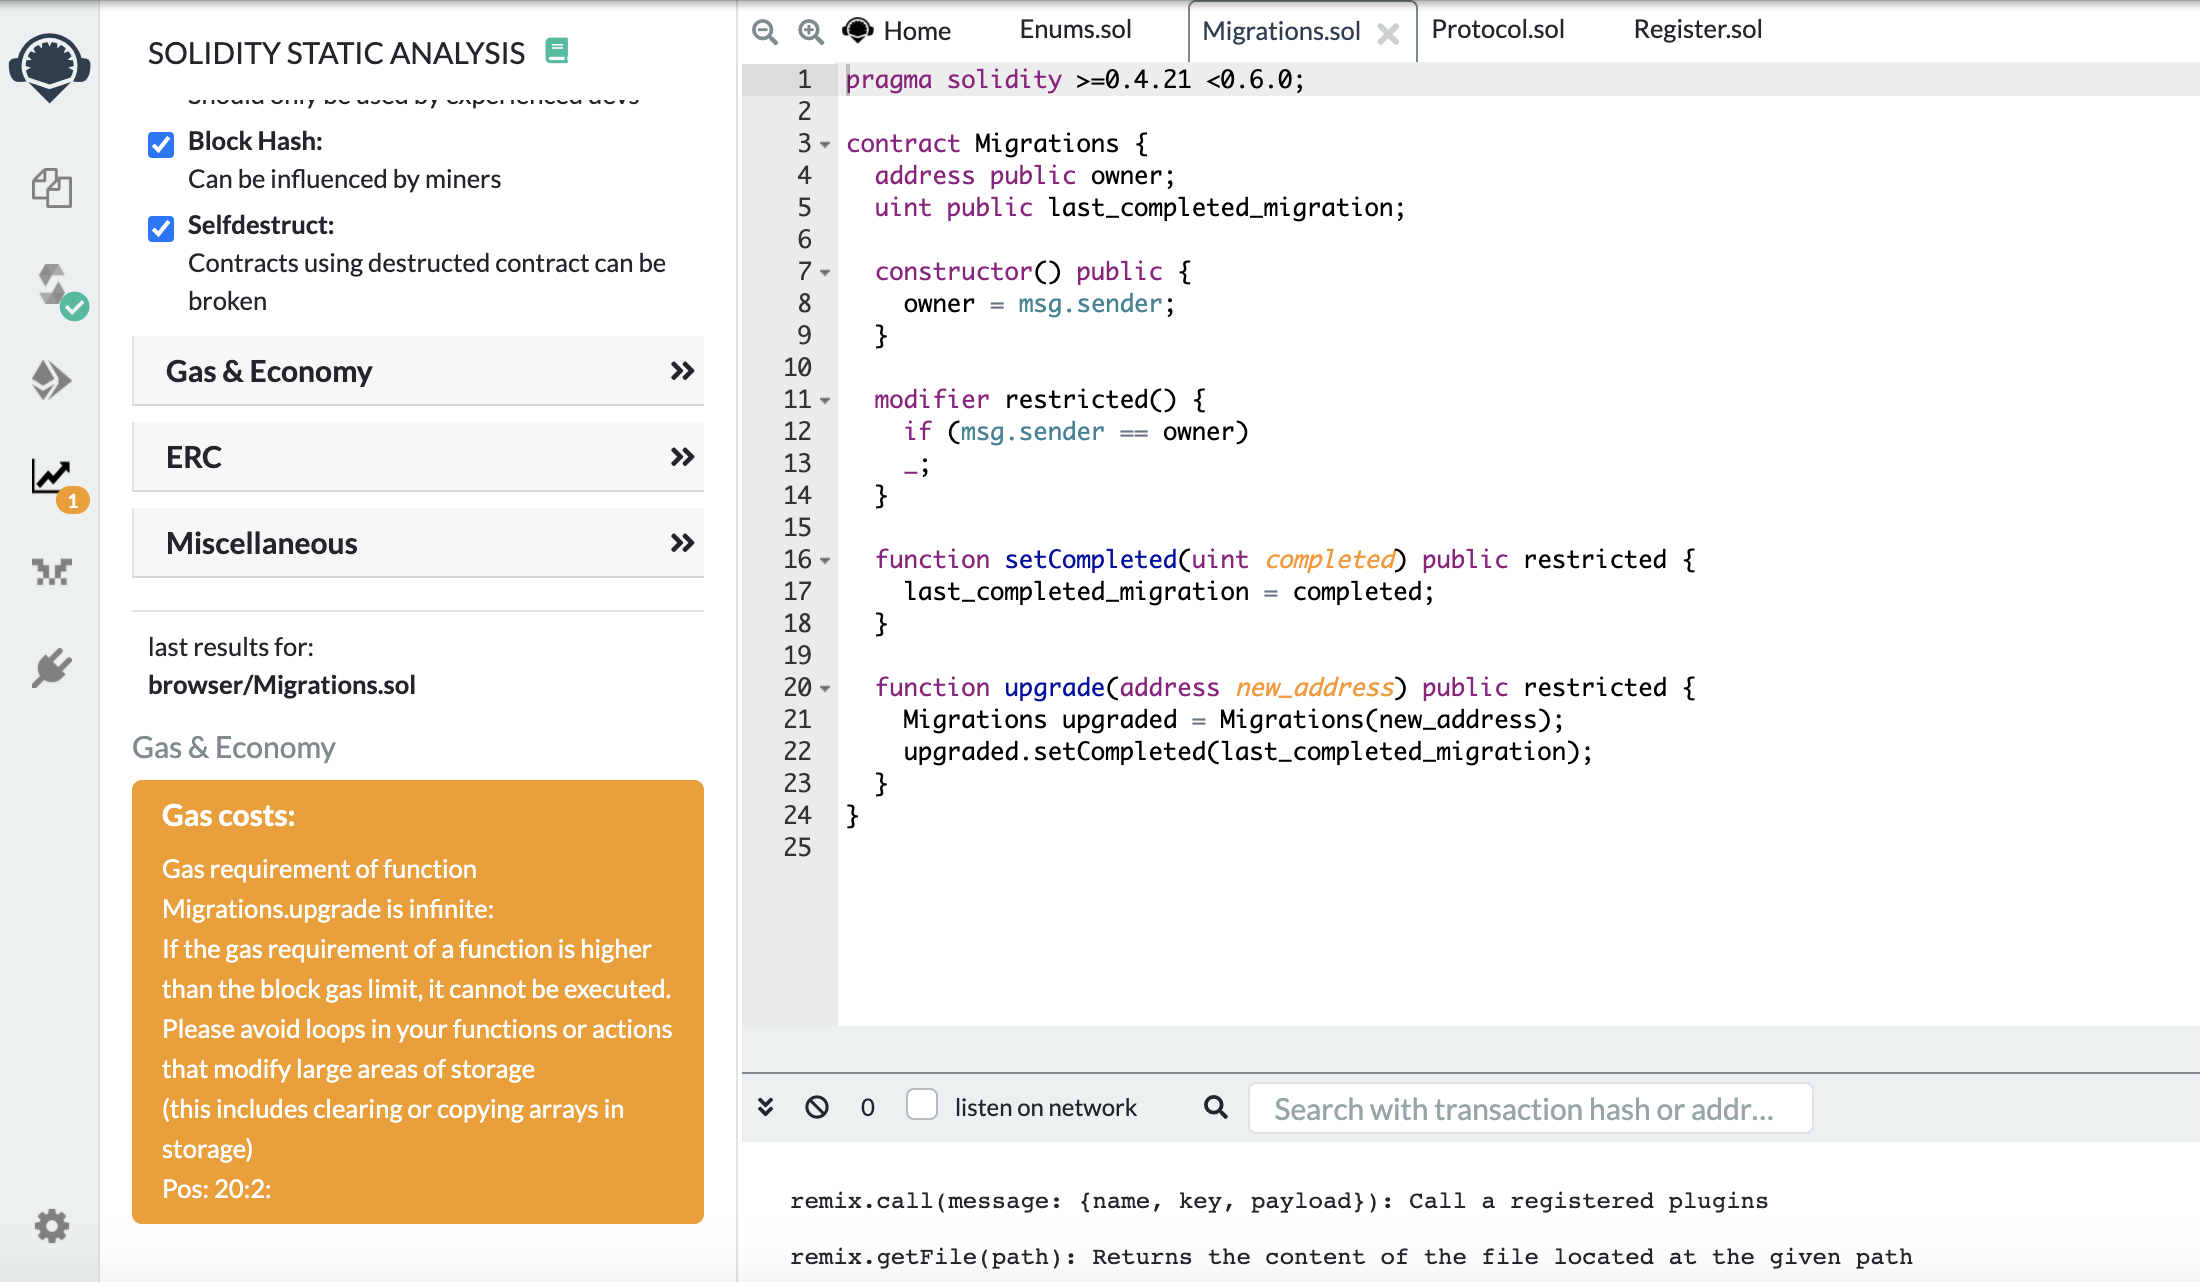 SOLIDITY STATIC ANALYSIS
Should only be used by experienced devs
Block Hash:
Can be influenced by miners
Selfdestruct:
Contracts using destructed contract can be
broken
Gas & Economy
ERC
Miscellaneous
1
last results for:
browser/Migrations.sol
Gas & Economy
Gas costs:
Gas requirement of function
Migrations.upgrade is infinite:
If the gas requirement of a function is higher
than the block gas limit, it cannot be executed.
Please avoid loops in your functions or actions
that modify large areas of storage
(this includes clearing or copying arrays in
storage)
Pos: 20:2:
Home Enums.sol Migrations.sol Protocol.sol Register.sol
1 pragma solidity >=0.4.21 <0.6.0;
2
3 contract Migrations {
4 address public owner;
5 uint public last_completed_migration;
6
7 constructor() public {
8 owner = msg.sender;
9 }
10
11 modifier restricted() {
12 if (msg.sender == owner)
13 _;
14 }
15
16 function setCompleted(uint completed) public restricted {
17 last_completed_migration = completed;
18 }
19
20 function upgrade(address new_address) public restricted {
21 Migrations upgraded = Migrations(new_address);
22 upgraded.setCompleted(last_completed_migration);
23 }
24 }
25
0 listen on network Search with transaction hash or addr...
remix.call(message: {name, key, payload}): Call a registered plugins
remix.getFile(path): Returns the content of the file located at the given path